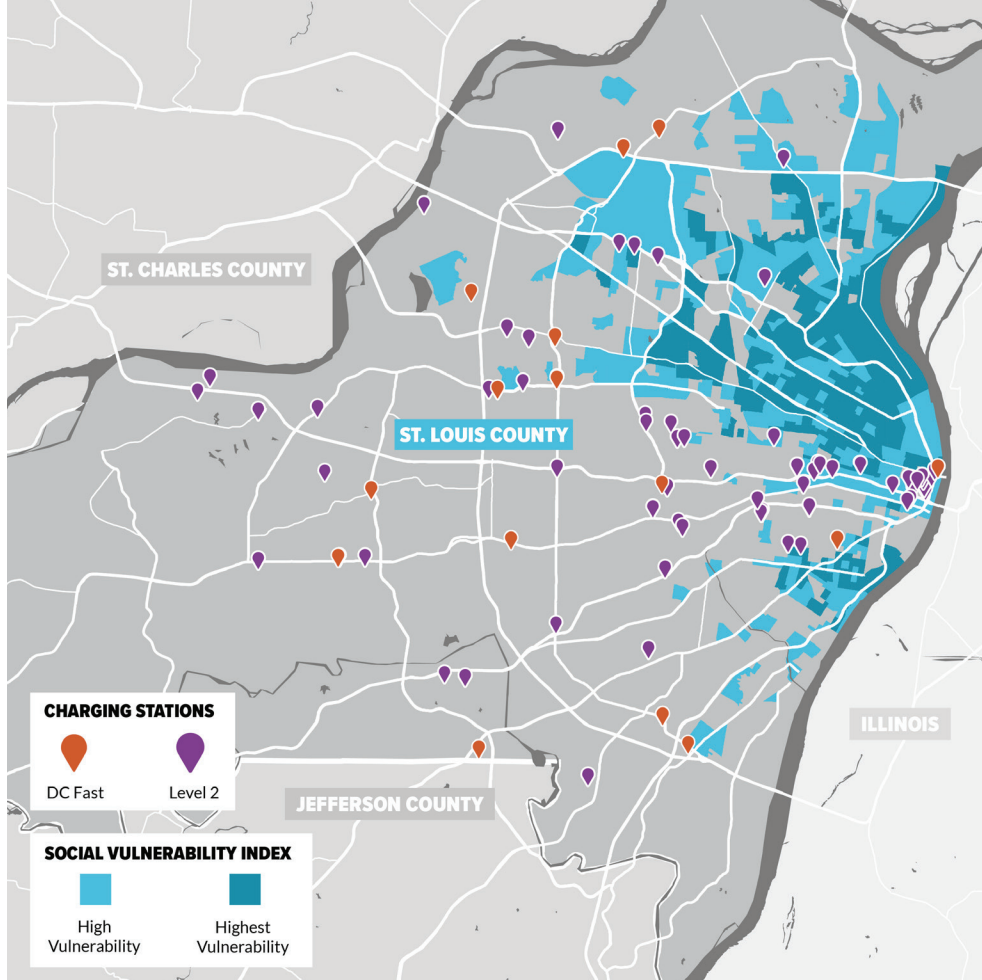 ST. CHARLES COUNTY
ST. LOUIS COUNTY
ILLINOIS
JEFFERSON COUNTY
CHARGING STATIONS
DC Fast
Level 2
SOCIAL VULNERABILITY INDEX
High
Vulnerability
Highest
Vulnerability